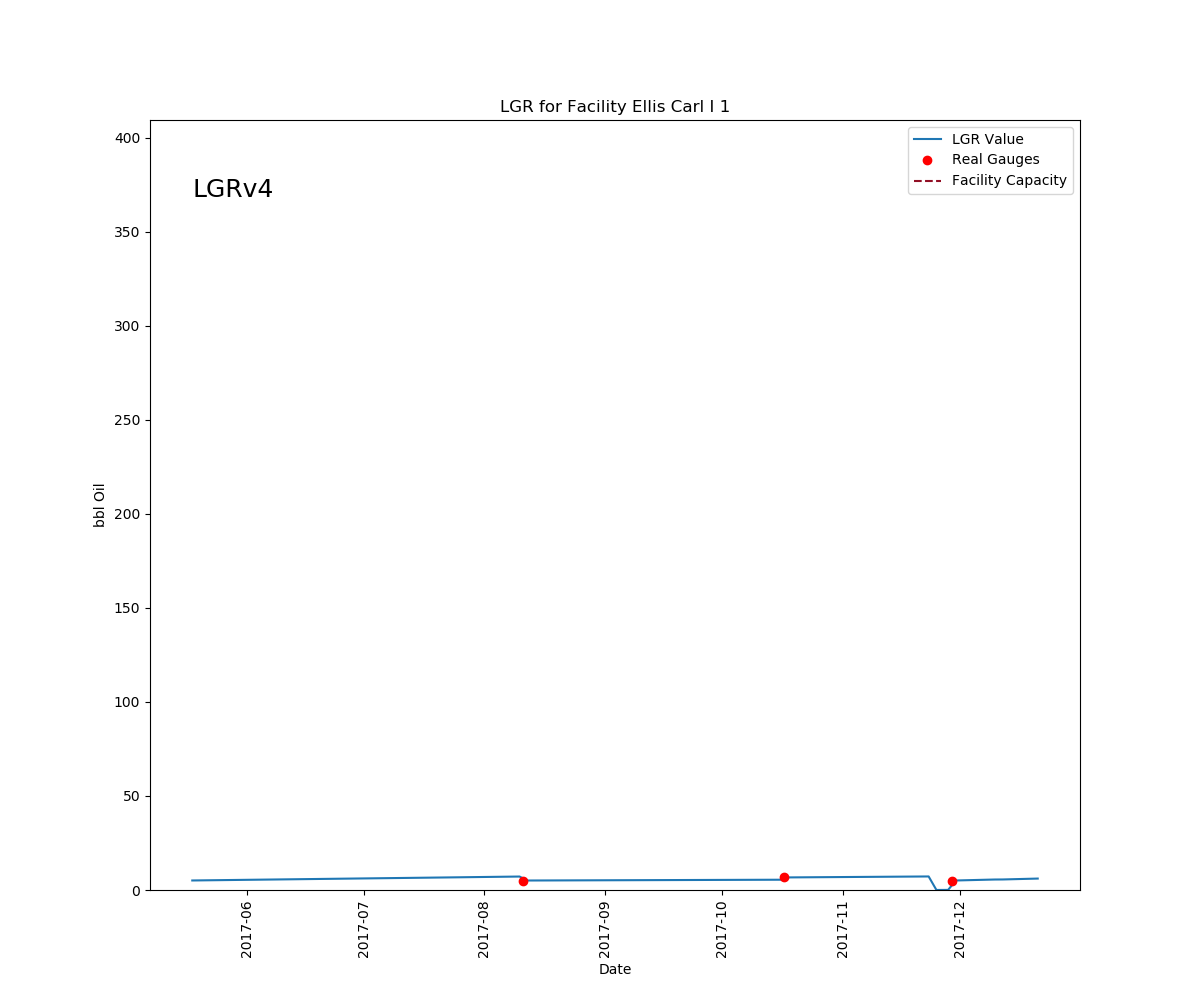 LGR for Facility Ellis Carl I 1
LGRv4
LGR Value
Real Gauges
Facility Capacity
bbl Oil
400
350
300
250
200
150
100
50
0
2017-06
2017-07
2017-08
2017-09
2017-10
2017-11
2017-12
Date